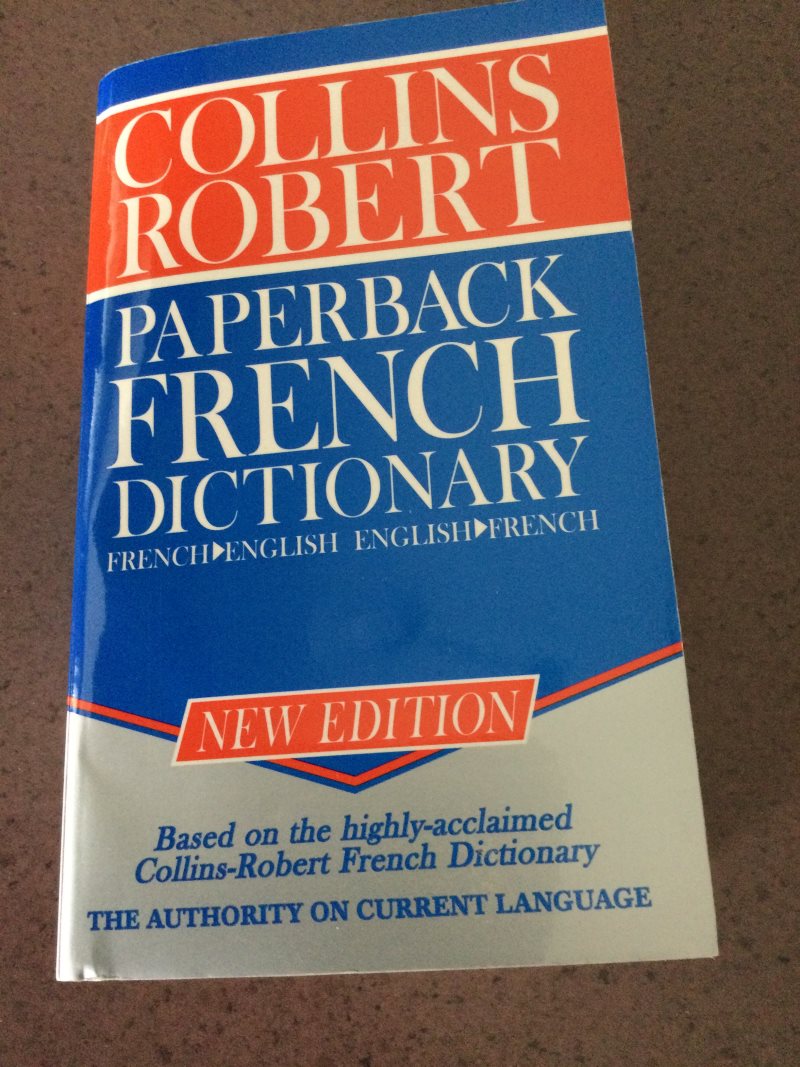 COLLINS
ROBERT
PAPERBACK
FRENCH
DICTIONARY
FRENCH▶ENGLISH ENGLISH▶FRENCH
NEW EDITION
Based on the highly-acclaimed
Collins-Robert French Dictionary
THE AUTHORITY ON CURRENT LANGUAGE